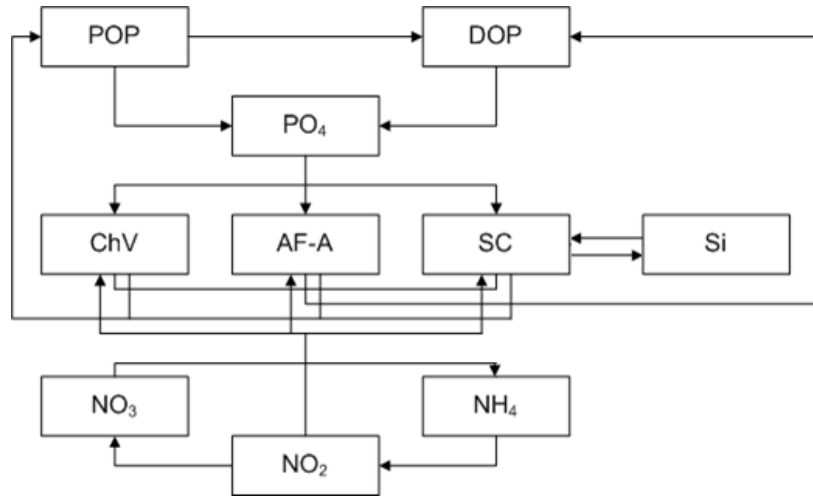 POP
DOP
PO₄
ChV
AF-A
SC
Si
NO₃
NH₄
NO₂